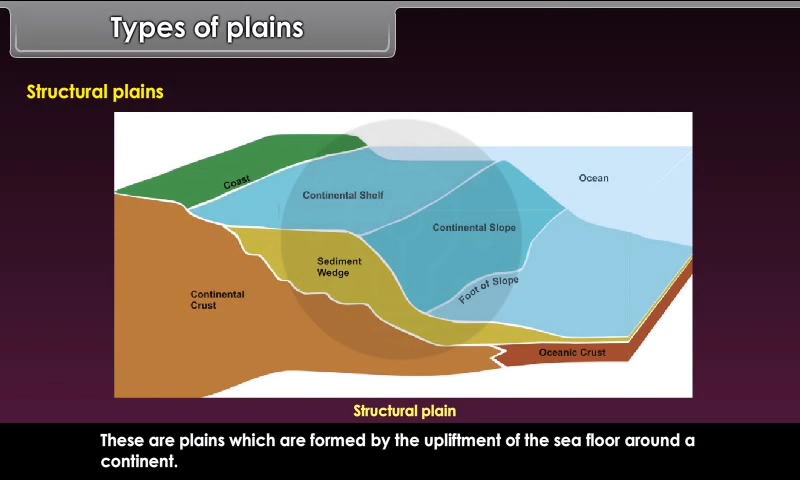 Types of plains
Structural plains
Coast
Continental Shelf
Ocean
Continental Slope
Sediment
Wedge
Foot of Slope
Continental
Crust
Oceanic Crust
Structural plain
These are plains which are formed by the upliftment of the sea floor around a
continent.